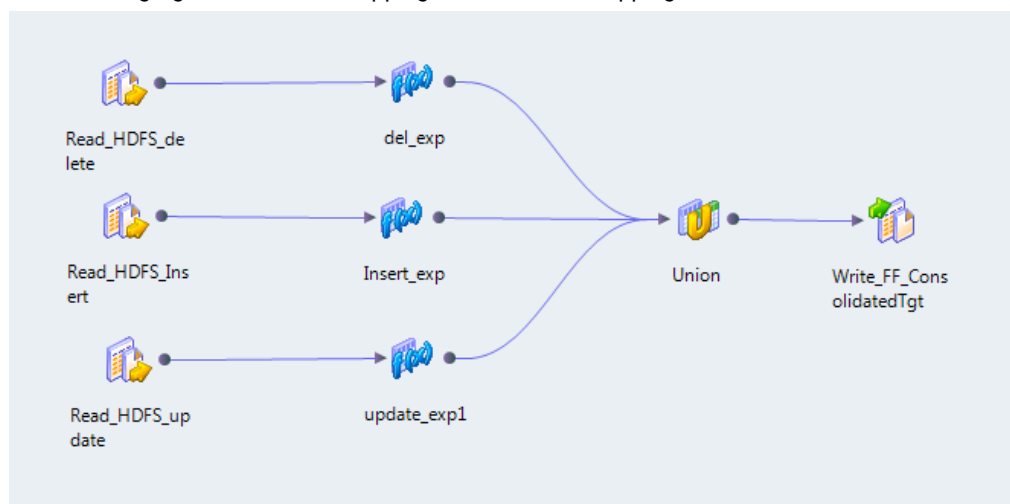 Read_HDFS_de
lete
del_exp
Read_HDFS_Ins
ert
Insert_exp
Union
Write_FF_Cons
olidatedTgt
Read_HDFS_up
date
update_exp1